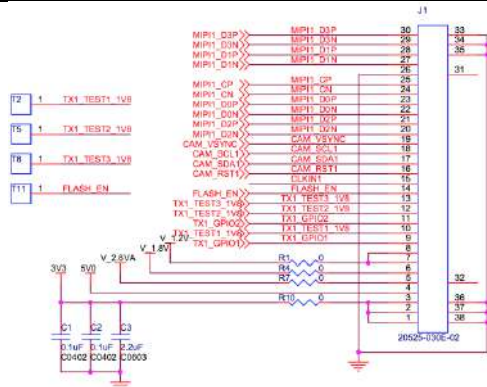 J1
MIPI1_D3P MIPI1_D3P 30 33
MIPI1_D3N MIPI1_D3N 29 34
MIPI1_D1P MIPI1_D1P 28 35
MIPI1_D1N MIPI1_D1N 27
26 31
MIPI1_CP MIPI1_CP 25
MIPI1_CN MIPI1_CN 24
MIPI1_D0P MIPI1_D0P 23
MIPI1_D0N MIPI1_D0N 22
MIPI1_D2P MIPI1_D2P 21
MIPI1_D2N MIPI1_D2N 20
CAM_VSYNC CAM_VSYNC 19
CAM_SCL1 CAM_SCL1 18
CAM_SDA1 CAM_SDA1 17
CAM_RST1 CAM_RST1 16
CLKIN1 15
FLASH_EN FLASH_EN 14
TX1_TEST3_1V8 TX1_TEST3_1V8 13
TX1_TEST2_1V8 TX1_TEST2_1V8 12
TX1_GPIO2 TX1_GPIO2 11
TX1_TEST1_1V8 TX1_TEST1_1V8 10
TX1_GPIO1 TX1_GPIO1 9
8
7
6
5 32
4
3 36
2 37
1 38
20525-030E-02
T2 1 TX1_TEST1_1V8
T5 1 TX1_TEST2_1V8
T8 1 TX1_TEST3_1V8
T11 1 FLASH_EN
V_1.2V
V_1.8V
V_2.8VA
3V3 5V0
R1 0
R4 0
R7 0
R10 0
C1 C2 C3
0.1uF 0.1uF 2.2uF
C0402 C0402 C0603